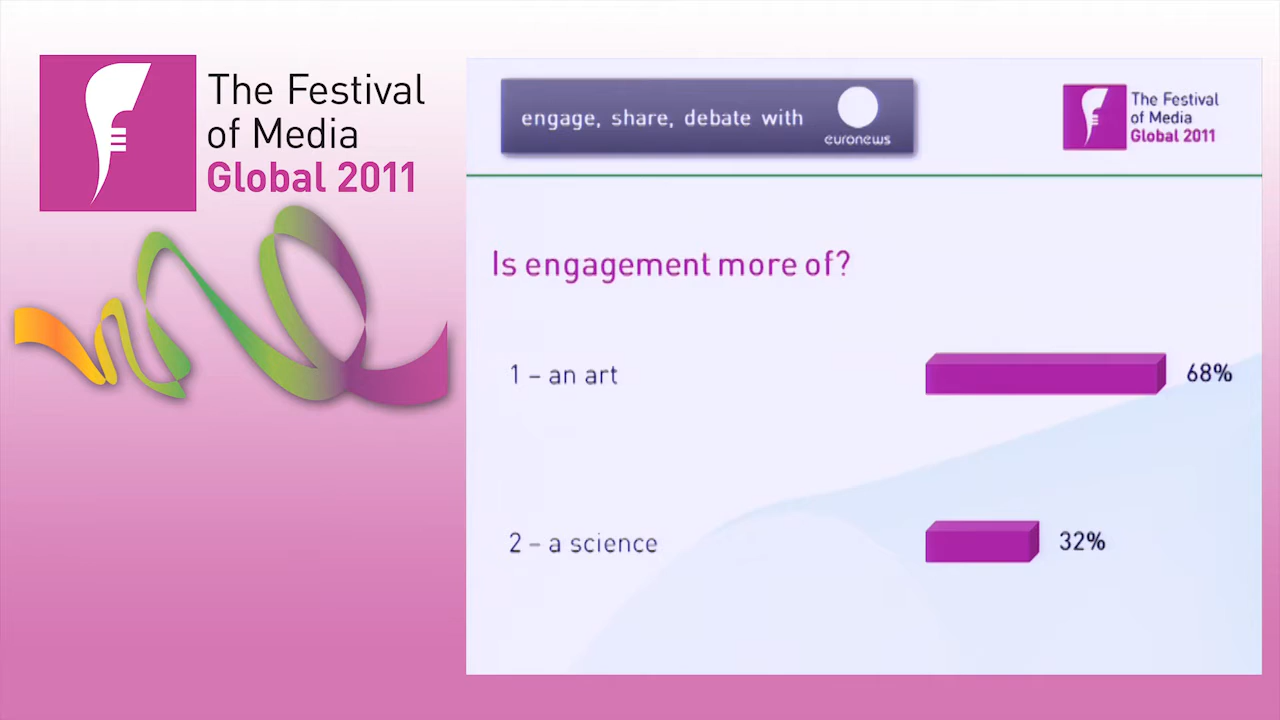 The Festival
of Media
Global 2011
engage, share, debate with
euronews
The Festival
of Media
Global 2011
Is engagement more of?
1 – an art
68%
2 – a science
32%